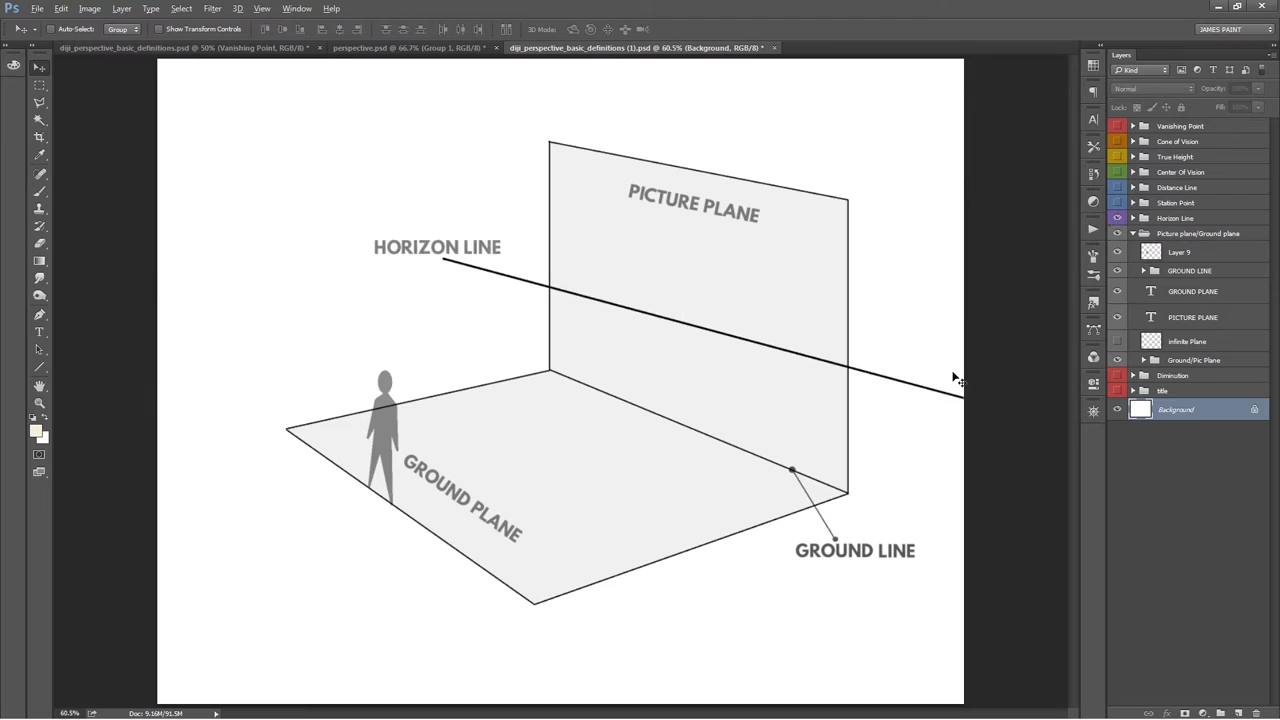 Ps File Edit Image Layer Type Select Filter 3D View Window Help
Auto-Select: Group Show Transform Controls 3D Mode: JAMES PAINT
diji_perspective_basic_definitions.psd @ 50% (Vanishing Point, RGB/8) * × perspective.psd @ 66.7% (Group 1, RGB/8) * × diji_perspective_basic_definitions (1).psd @ 60.5% (Background, RGB/8) * ×
Layers
Kind
Normal Opacity: 100%
Lock: Fill: 100%
Vanishing Point
Cone of Vision
True Height
Center Of Vision
Distance Line
Station Point
Horizon Line
Picture plane/Ground plane
Layer 9
GROUND LINE
T GROUND PLANE
T PICTURE PLANE
infinite Plane
Ground/Pic Plane
Diminution
title
Background
PICTURE PLANE
HORIZON LINE
GROUND PLANE
GROUND LINE
60.5% Doc: 9.16M/91.5M